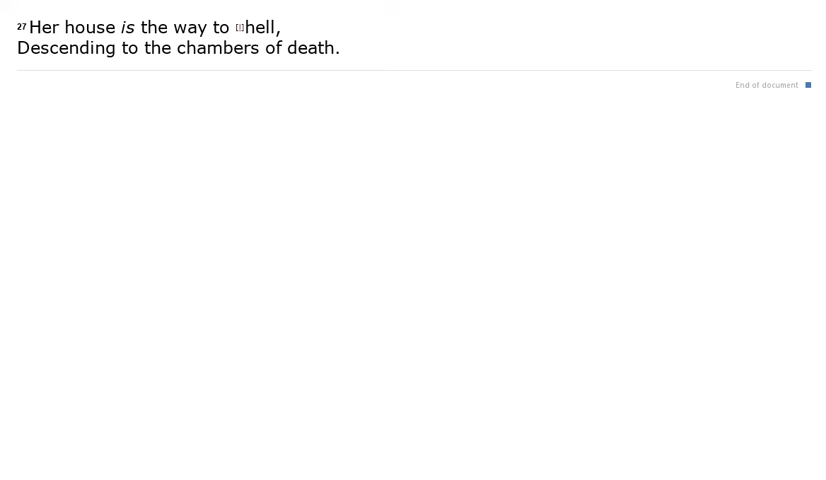 27 Her house is the way to []hell,
Descending to the chambers of death.
End of document